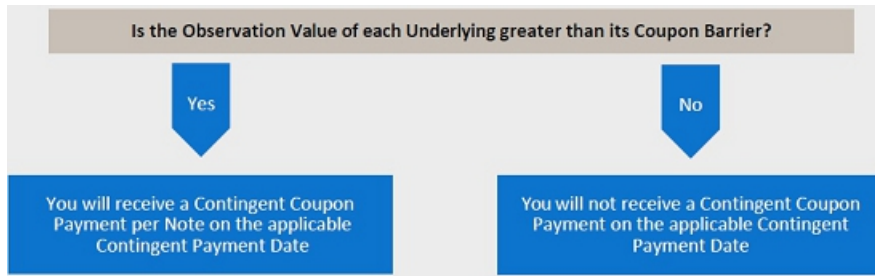 Is the Observation Value of each Underlying greater than its Coupon Barrier?
Yes
No
You will receive a Contingent Coupon
Payment per Note on the applicable
Contingent Payment Date
You will not receive a Contingent Coupon
Payment on the applicable Contingent
Payment Date